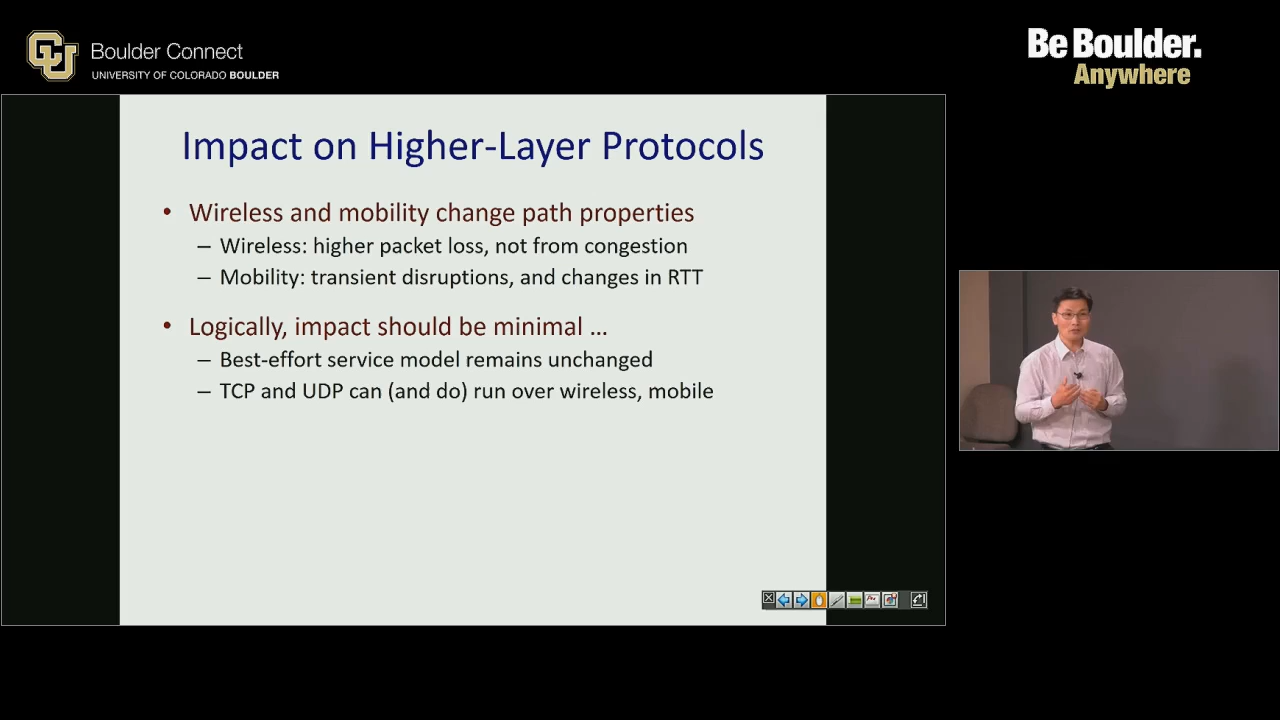 CU
Boulder Connect
UNIVERSITY OF COLORADO BOULDER
Be Boulder.
Anywhere
Impact on Higher-Layer Protocols
• Wireless and mobility change path properties
– Wireless: higher packet loss, not from congestion
– Mobility: transient disruptions, and changes in RTT
• Logically, impact should be minimal ...
– Best-effort service model remains unchanged
– TCP and UDP can (and do) run over wireless, mobile